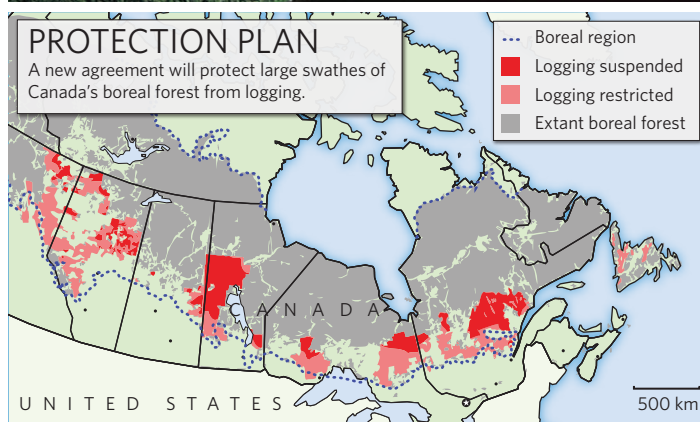 PROTECTION PLAN
A new agreement will protect large swathes of
Canada's boreal forest from logging.
Boreal region
Logging suspended
Logging restricted
Extant boreal forest
CANADA
UNITED STATES
500 km